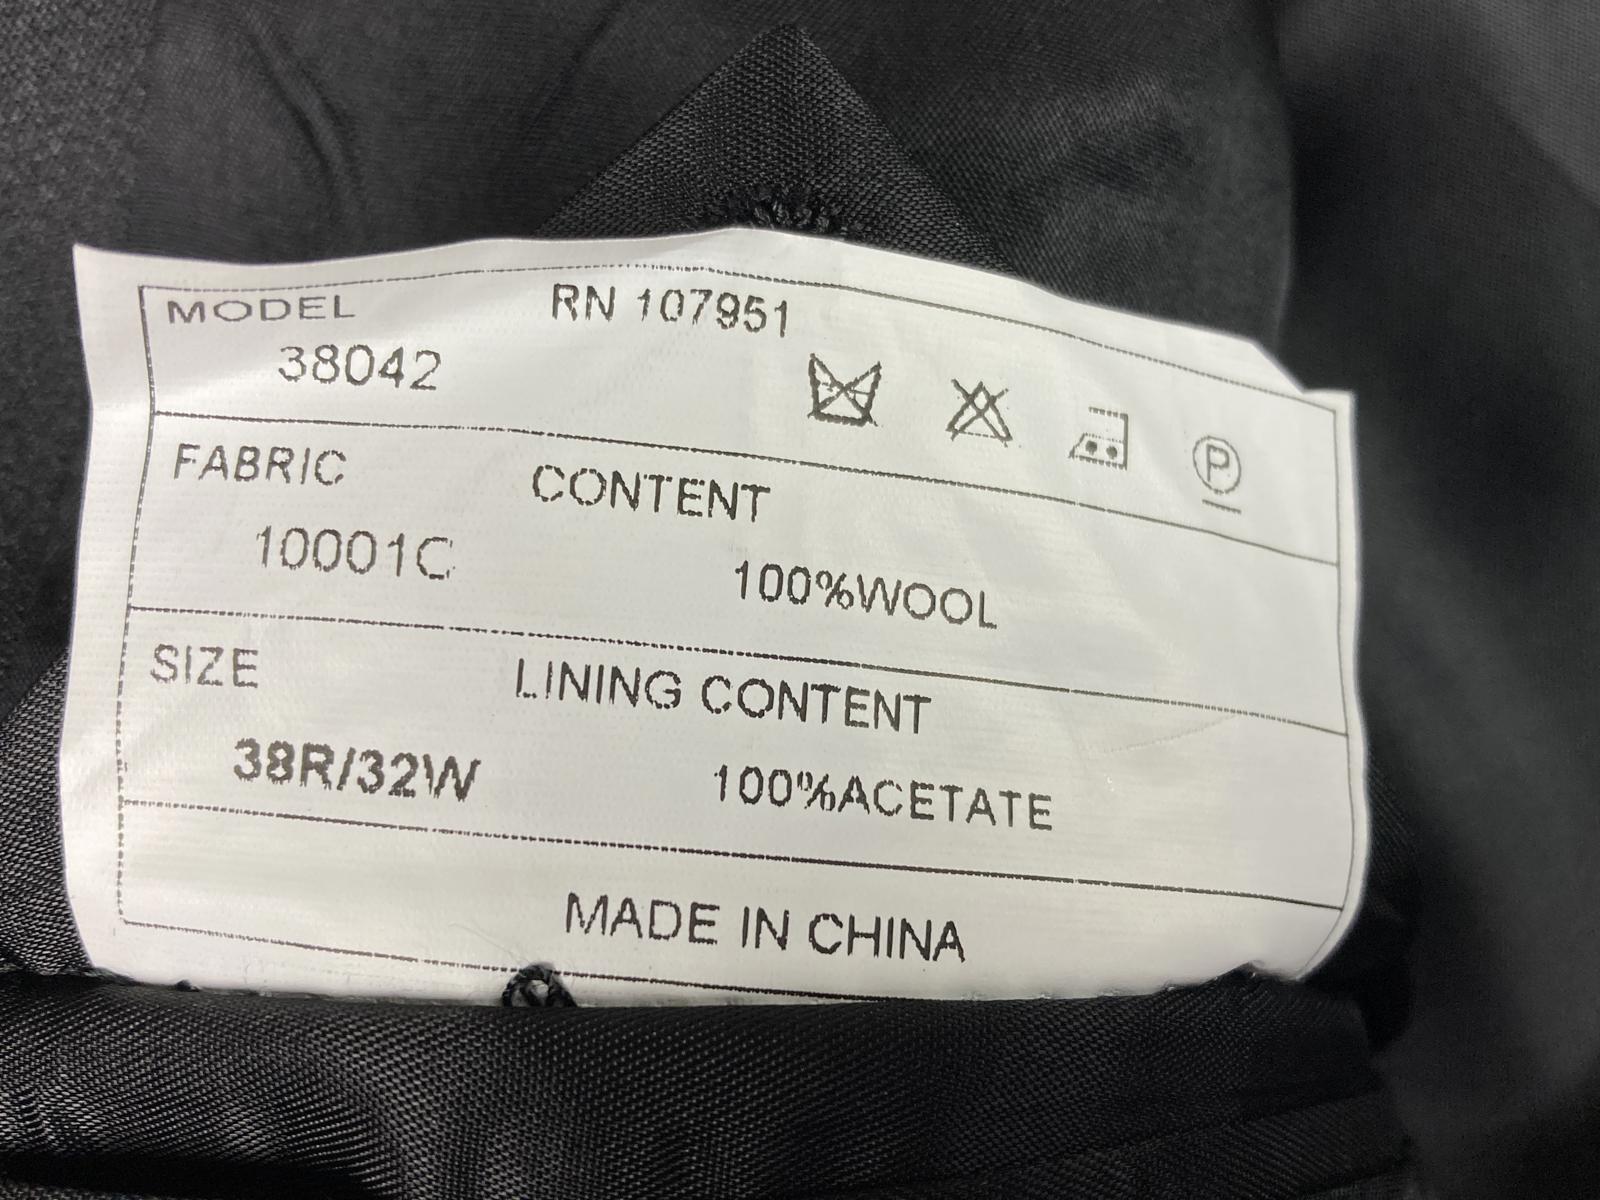 MODEL
RN 107951
38042
P
FABRIC
CONTENT
10001C
100%WOOL
SIZE
LINING CONTENT
38R/32W
100%ACETATE
MADE IN CHINA